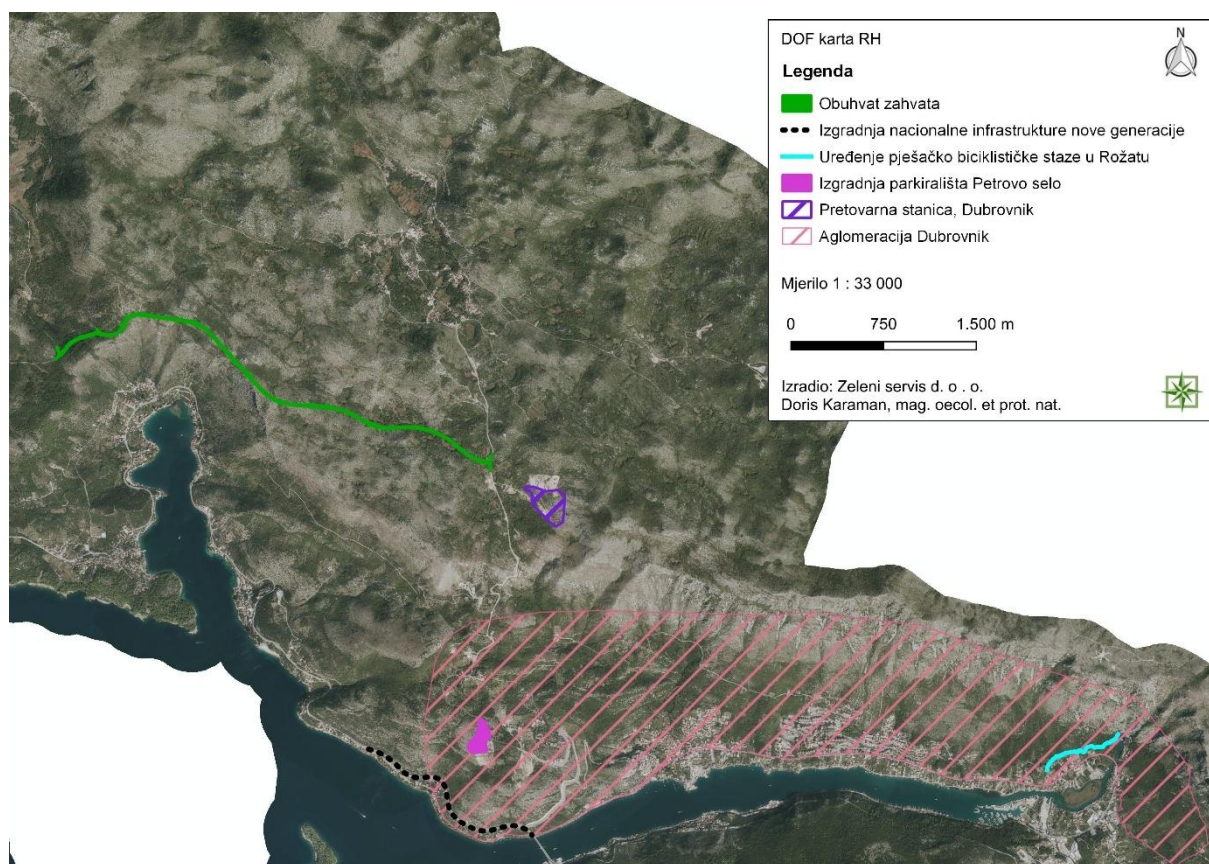 DOF karta RH
N
Legenda
Obuhvat zahvata
Izgradnja nacionalne infrastrukture nove generacije
Uređenje pješačko biciklističke staze u Rožatu
Izgradnja parkirališta Petrovo selo
Pretovarna stanica, Dubrovnik
Aglomeracija Dubrovnik
Mjerilo 1 : 33 000
0 750 1.500 m
Izradio: Zeleni servis d. o . o.
Doris Karaman, mag. oecol. et prot. nat.